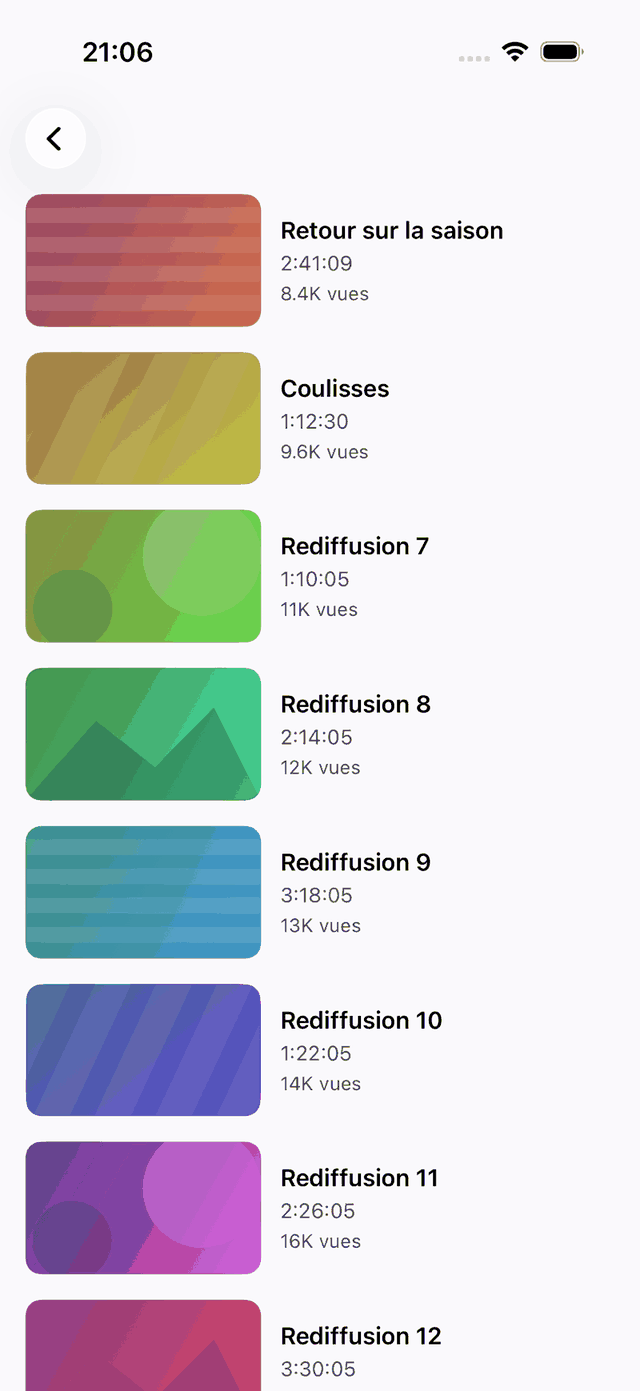 21:06
Retour sur la saison
2:41:09
8.4K vues
Coulisses
1:12:30
9.6K vues
Rediffusion 7
1:10:05
11K vues
Rediffusion 8
2:14:05
12K vues
Rediffusion 9
3:18:05
13K vues
Rediffusion 10
1:22:05
14K vues
Rediffusion 11
2:26:05
16K vues
Rediffusion 12
3:30:05